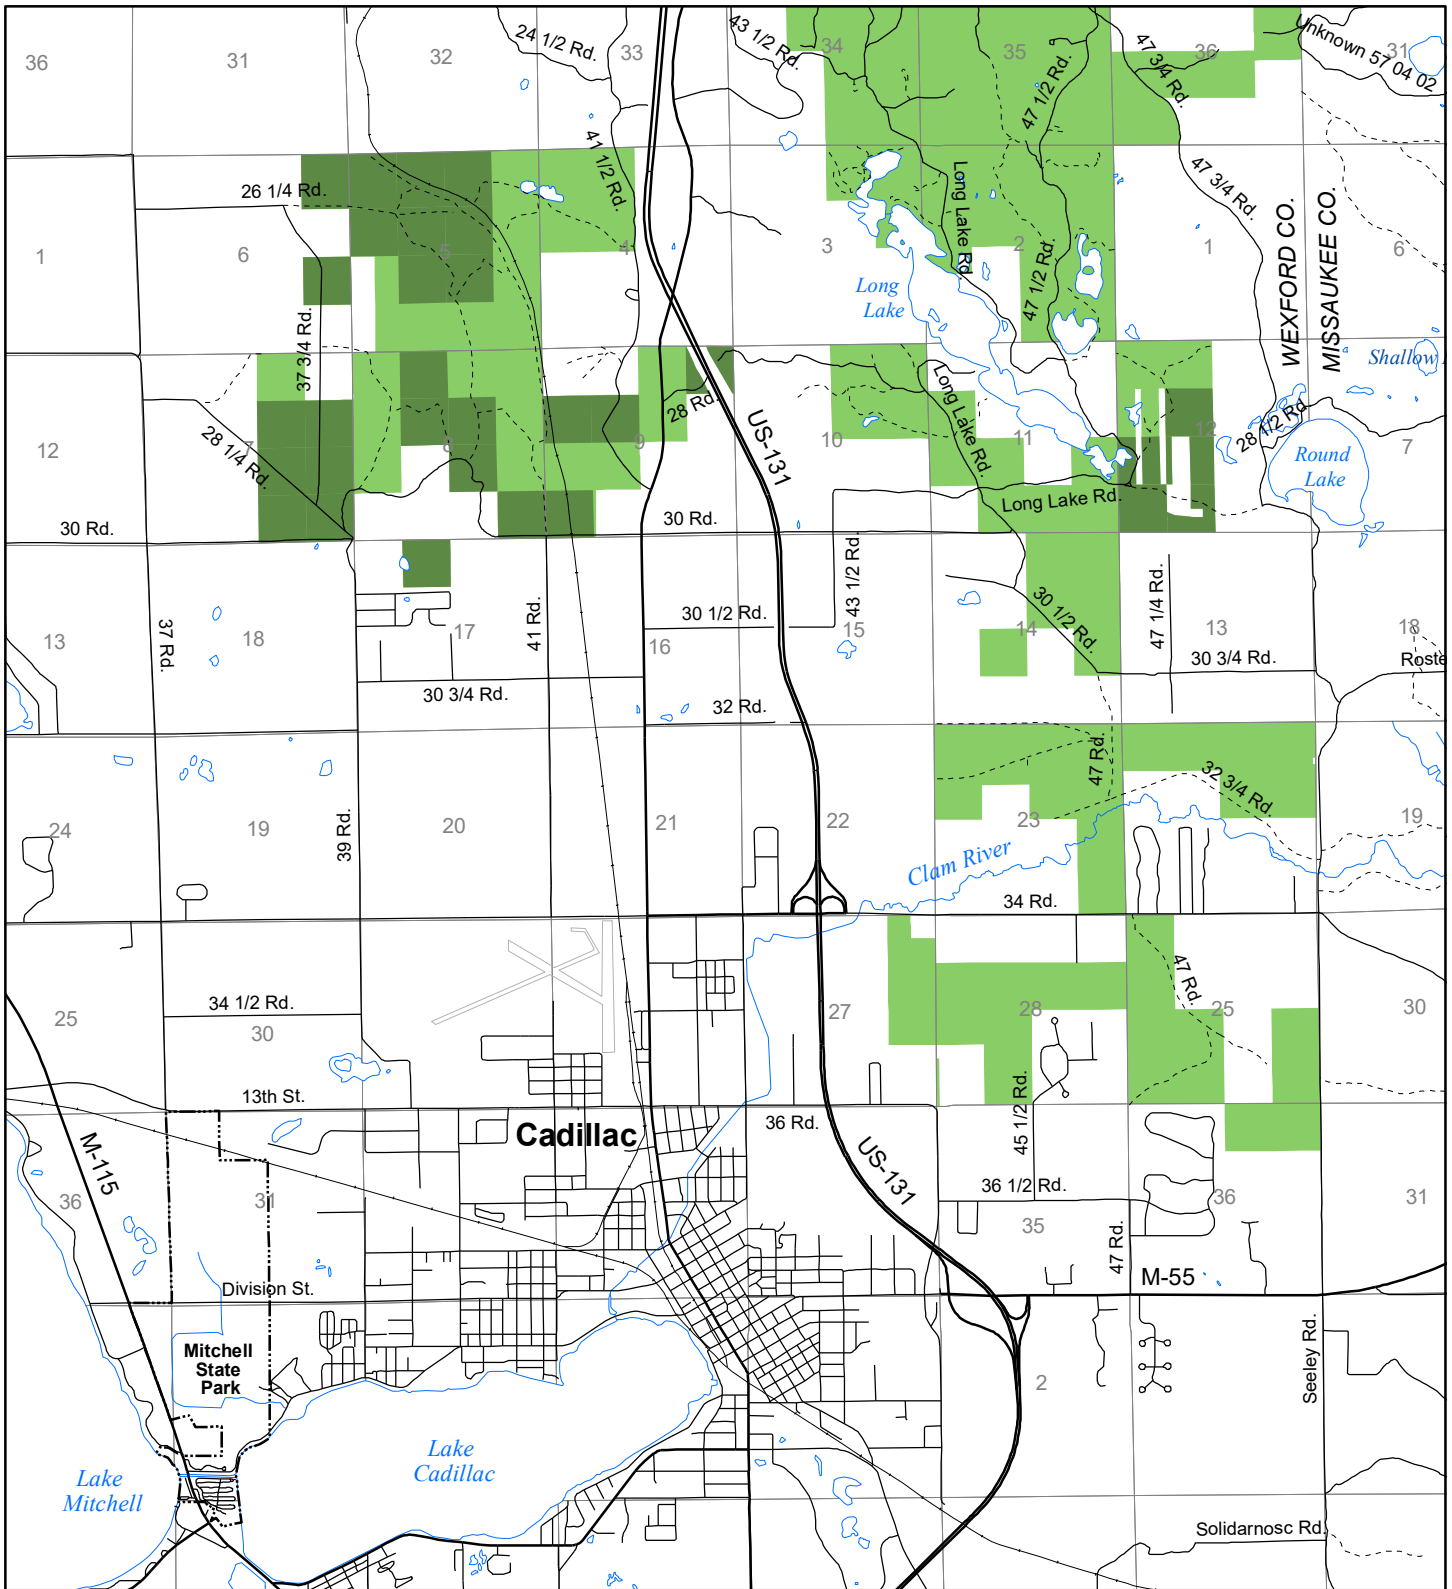 36
31
32
24 1/2 Rd.
33
43 1/2 Rd.
34
35
47 1/2 Rd.
47 3/4 Rd.
36
Unknown 57 04 02
31
41 1/2 Rd.
26 1/4 Rd.
Long Lake Rd.
47 3/4 Rd.
WEXFORD CO.
MISSAUKEE CO.
1
6
5
4
3
2
1
6
Long
Lake
47 1/2 Rd.
37 3/4 Rd.
Shallow
28 Rd.
US-131
Long Lake Rd.
12
28 1/4 Rd.
7
8
9
10
11
12
28 1/2 Rd
7
Round
Lake
Long Lake Rd.
30 Rd.
30 Rd.
43 1/2 Rd.
13
37 Rd.
18
17
41 Rd.
30 1/2 Rd.
16
15
14
30 1/2 Rd.
47 1/4 Rd.
13
18
30 3/4 Rd.
Roste
30 3/4 Rd.
32 Rd.
47 Rd.
32 3/4 Rd.
24
19
39 Rd.
20
21
22
23
19
Clam River
34 Rd.
34 1/2 Rd.
25
30
27
28
47 Rd.
25
30
13th St.
Cadillac
36 Rd.
45 1/2 Rd.
M-115
US-131
36
31
36 1/2 Rd.
35
36
31
47 Rd.
M-55
Division St.
Mitchell
State
Park
Seeley Rd.
2
Lake
Cadillac
Lake
Mitchell
Solidarnosc Rd.